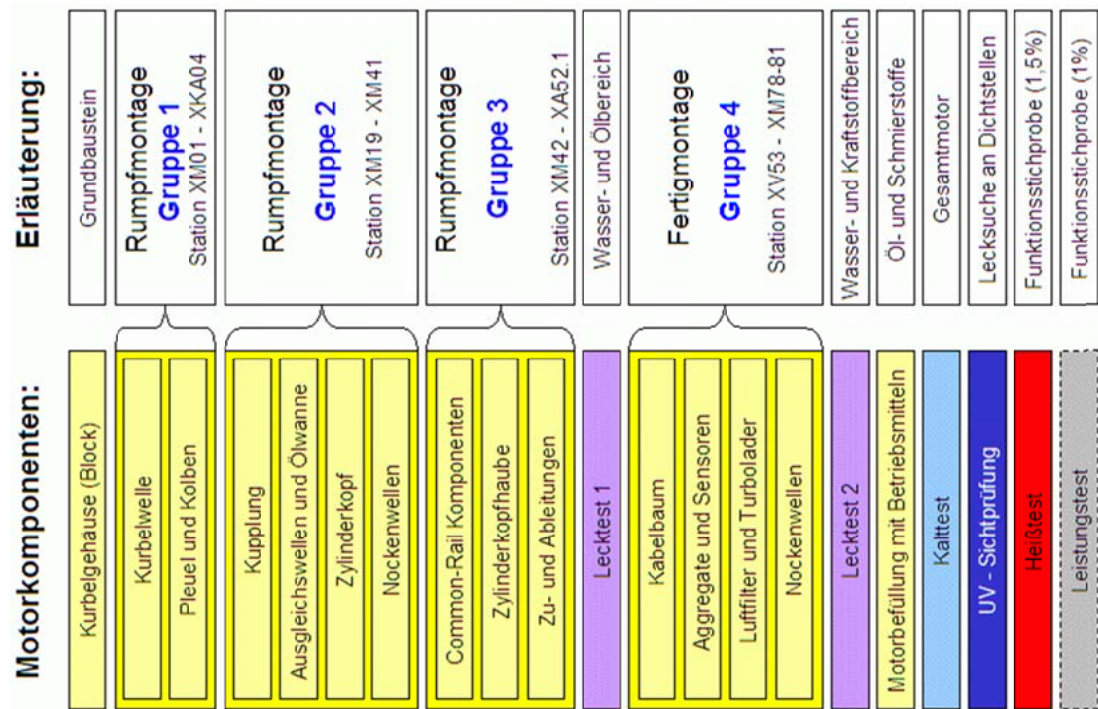 Motorkomponenten:
Erläuterung:
Kurbelgehäuse (Block)
Grundbaustein
Kurbelwelle
Pleuel und Kolben
Rumpfmontage
Gruppe 1
Station XM01 - XKA04
Kupplung
Ausgleichswellen und Ölwanne
Zylinderkopf
Nockenwellen
Rumpfmontage
Gruppe 2
Station XM19 - XM41
Common-Rail Komponenten
Zylinderkopfhaube
Zu- und Ableitungen
Rumpfmontage
Gruppe 3
Station XM42 - XA52.1
Lecktest 1
Wasser- und Ölbereich
Kabelbaum
Aggregate und Sensoren
Luftfilter und Turbolader
Nockenwellen
Fertigmontage
Gruppe 4
Station XV53 - XM78-81
Lecktest 2
Wasser- und Kraftstoffbereich
Motorbefüllung mit Betriebsmitteln
Öl- und Schmierstoffe
Kalttest
Gesamtmotor
UV - Sichtprüfung
Lecksuche an Dichtstellen
Heißtest
Funktionsstichprobe (1,5%)
Leistungstest
Funktionsstichprobe (1%)